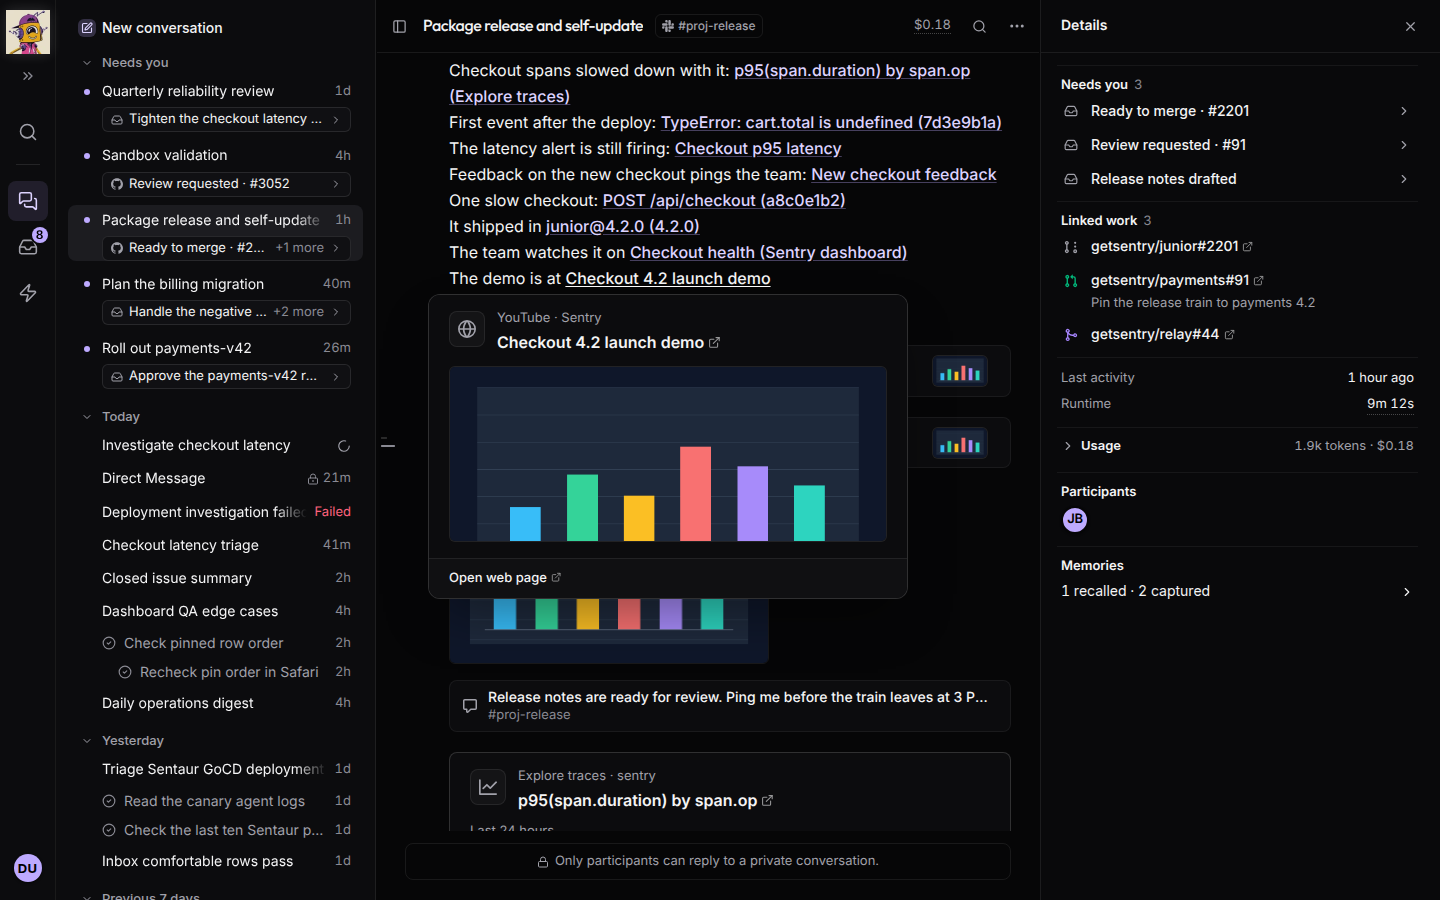 New conversation
Needs you
Quarterly reliability review 1d
Tighten the checkout latency ...
Sandbox validation 4h
Review requested · #3052
Package release and self-update 1h
Ready to merge · #2... +1 more
8
Plan the billing migration 40m
Handle the negative ... +2 more
Roll out payments-v42 26m
Approve the payments-v42 r...
Today
Investigate checkout latency
Direct Message 21m
Deployment investigation failed Failed
Checkout latency triage 41m
Closed issue summary 2h
Dashboard QA edge cases 4h
Check pinned row order 2h
Recheck pin order in Safari 2h
Daily operations digest 4h
Yesterday
Triage Sentaur GoCD deployment 1d
Read the canary agent logs 1d
Check the last ten Sentaur p... 1d
Inbox comfortable rows pass 1d
Previous 7 days
DU
Package release and self-update #proj-release $0.18
Checkout spans slowed down with it: p95(span.duration) by span.op
(Explore traces)
First event after the deploy: TypeError: cart.total is undefined (7d3e9b1a)
The latency alert is still firing: Checkout p95 latency
Feedback on the new checkout pings the team: New checkout feedback
One slow checkout: POST /api/checkout (a8c0e1b2)
It shipped in junior@4.2.0 (4.2.0)
The team watches it on Checkout health (Sentry dashboard)
The demo is at Checkout 4.2 launch demo
YouTube · Sentry
Checkout 4.2 launch demo
Open web page
Release notes are ready for review. Ping me before the train leaves at 3 P...
#proj-release
Explore traces · sentry
p95(span.duration) by span.op
Last 24 hours
Only participants can reply to a private conversation.
Details
Needs you 3
Ready to merge · #2201
Review requested · #91
Release notes drafted
Linked work 3
getsentry/junior#2201
getsentry/payments#91
Pin the release train to payments 4.2
getsentry/relay#44
Last activity 1 hour ago
Runtime 9m 12s
Usage 1.9k tokens · $0.18
Participants
JB
Memories
1 recalled · 2 captured